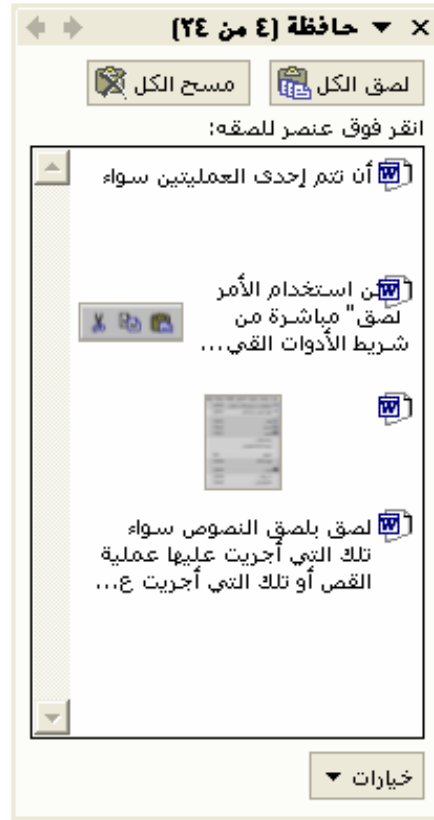 حافظة (٤ من ٢٤)
لصق الكل
مسح الكل
انقر فوق عنصر للصقه:
أن تتم إحدى العمليتين سواء
ن استخدام الأمر
لصق" مباشرة من
شريط الأدوات القي...
لصق بلصق النصوص سواء
تلك التي أجريت عليها عملية
القص أو تلك التي أجريت ع...
خيارات